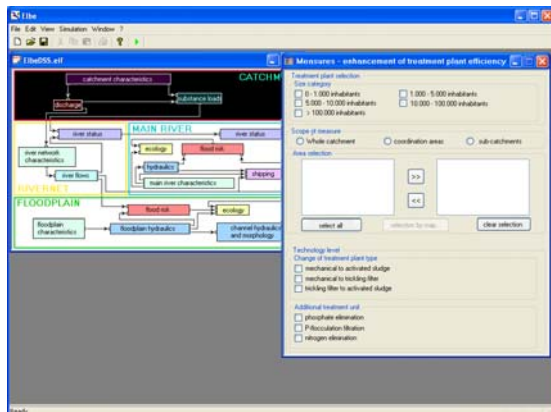 Elbe
File Edit View Simulation Window ?
ElbeDSS.elf
CATCHM
catchment characteristics
discharge
substance loads
river status
MAIN RIVER
river status
ecology
flood risk
river network characteristics
hydraulics
shipping
river flows
main river characteristics
RIVERNET
FLOODPLAIN
flood risk
ecology
floodplain characteristics
floodplain hydraulics
channel hydraulics and morphology
Measures - enhancement of treatment plant efficiency
Treatment plant selection
Size category
0 - 1.000 inhabitants
1.000 - 5.000 inhabitants
5.000 - 10.000 inhabitants
10.000 - 100.000 inhabitants
> 100.000 inhabitants
Scope of measure
Whole catchment
coordination areas
sub-catchments
Area selection
>>
<<
select all
selection by map...
clear selection
Technology level
Change of treatment plant type
mechanical to activated sludge
mechanical to trickling filter
trickling filter to activated sludge
Additional treatment unit
phosphate elimination
P-flocculation filtration
nitrogen elimination
Ready